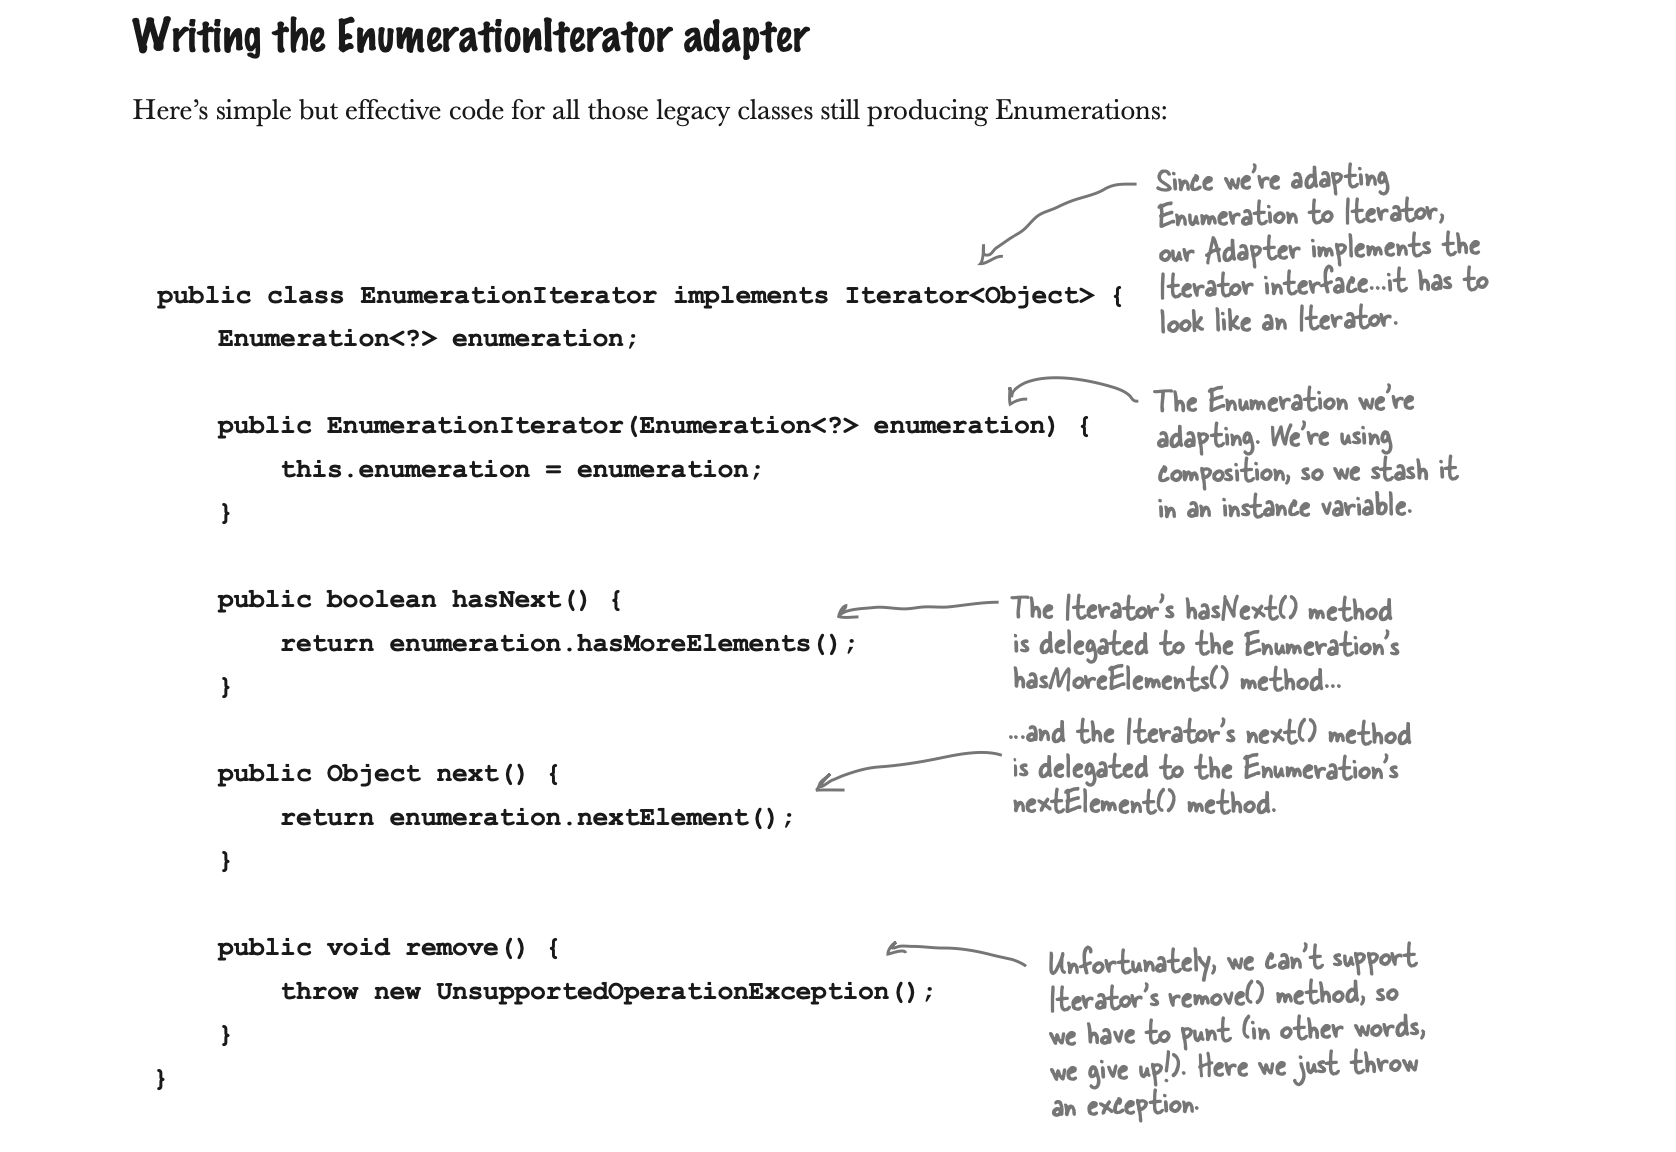 Writing the EnumerationIterator adapter
Here's simple but effective code for all those legacy classes still producing Enumerations:
Since we're adapting
Enumeration to Iterator,
our Adapter implements the
Iterator interface...it has to
look like an Iterator.
public class EnumerationIterator implements Iterator<Object> {
    Enumeration<?> enumeration;
    public EnumerationIterator(Enumeration<?> enumeration) {
        this.enumeration = enumeration;
    }
The Enumeration we're
adapting. We're using
composition, so we stash it
in an instance variable.
    public boolean hasNext() {
        return enumeration.hasMoreElements();
    }
The Iterator's hasNext() method
is delegated to the Enumeration's
hasMoreElements() method...
    public Object next() {
        return enumeration.nextElement();
    }
...and the Iterator's next() method
is delegated to the Enumeration's
nextElement() method.
    public void remove() {
        throw new UnsupportedOperationException();
    }
}
Unfortunately, we can't support
Iterator's remove() method, so
we have to punt (in other words,
we give up!). Here we just throw
an exception.